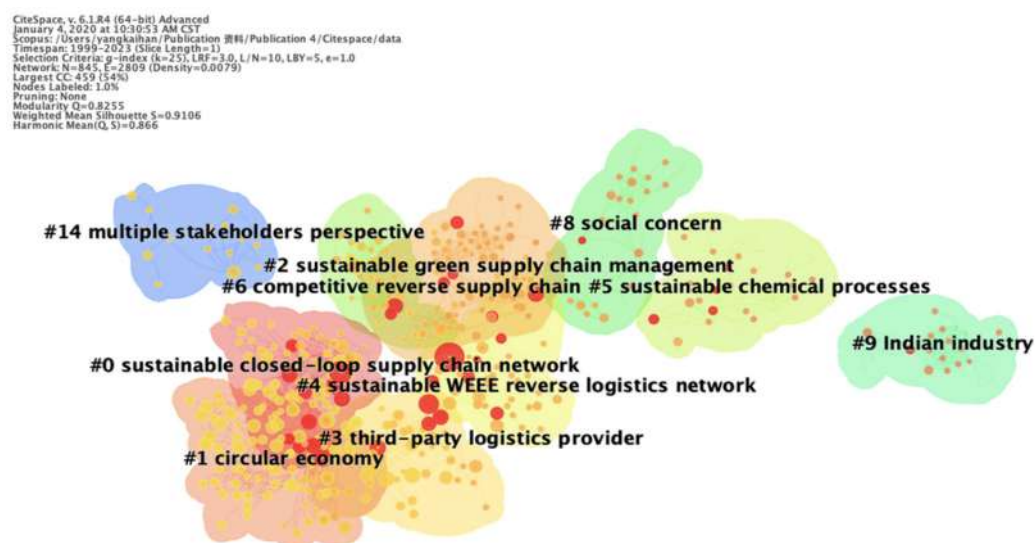 CiteSpace, v. 6.1.R4 (64-bit) Advanced
January 4, 2020 at 10:30:53 AM CST
Scopus: /Users/yangkaihan/Publication 资料/Publication 4/Citespace/data
Timespan: 1999-2023 (Slice Length=1)
Selection Criteria: g-index (k=25), LRF=3.0, L/N=10, LBY=5, e=1.0
Network: N=845, E=2809 (Density=0.0079)
Largest CC: 459 (54%)
Nodes Labeled: 1.0%
Pruning: None
Modularity Q=0.8255
Weighted Mean Silhouette S=0.9106
Harmonic Mean(Q, S)=0.866
#8 social concern
#14 multiple stakeholders perspective
#2 sustainable green supply chain management
#6 competitive reverse supply chain #5 sustainable chemical processes
#9 Indian industry
#0 sustainable closed-loop supply chain network
#4 sustainable WEEE reverse logistics network
#3 third-party logistics provider
#1 circular economy